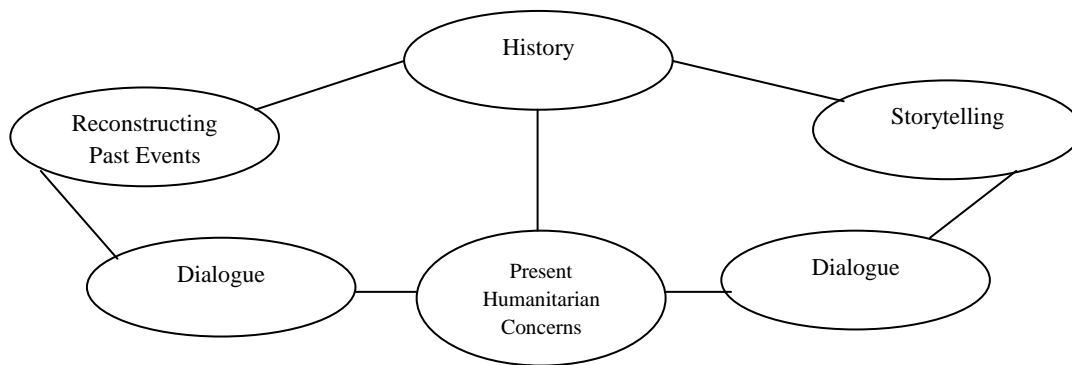 History
Reconstructing
Past Events
Storytelling
Dialogue
Present
Humanitarian
Concerns
Dialogue